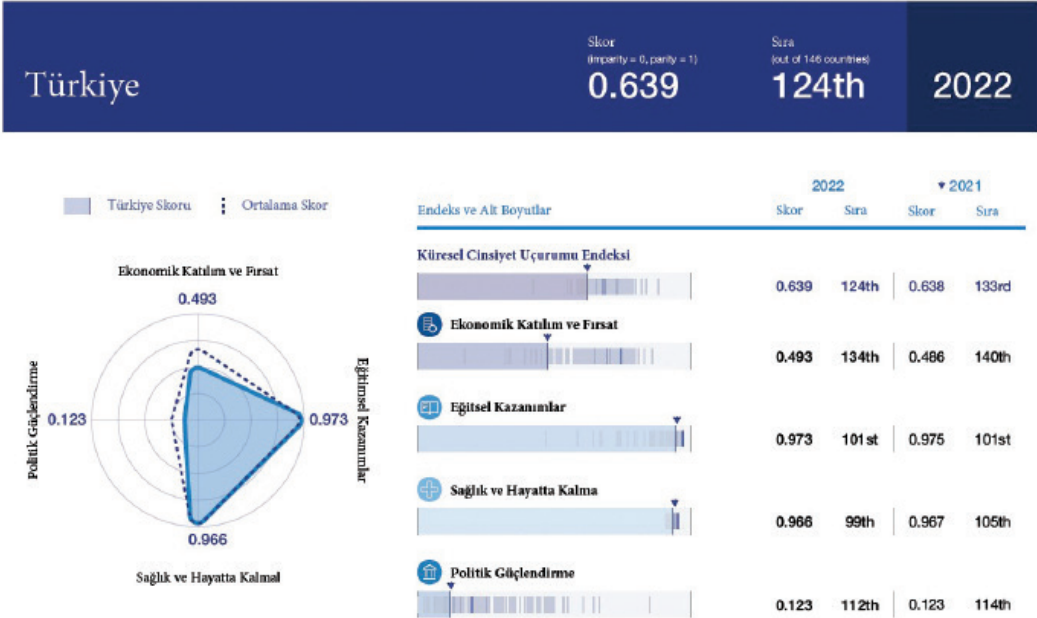 Türkiye
Skor
(imparity = 0, parity = 1)
0.639
Sıra
(out of 146 countries)
124th
2022
Türkiye Skoru
Ortalama Skor
Ekonomik Katılım ve Fırsat
0.493
Eğitimsel Kazanımlar
0.973
Politik Güçlendirme
0.123
0.966
Sağlık ve Hayatta Kalmal
2022 2021
Endeks ve Alt Boyutlar Skor Sıra Skor Sıra
Küresel Cinsiyet Uçurumu Endeksi
0.639 124th 0.638 133rd
Ekonomik Katılım ve Fırsat
0.493 134th 0.486 140th
Eğitsel Kazanımlar
0.973 101st 0.975 101st
Sağlık ve Hayatta Kalma
0.966 99th 0.967 105th
Politik Güçlendirme
0.123 112th 0.123 114th